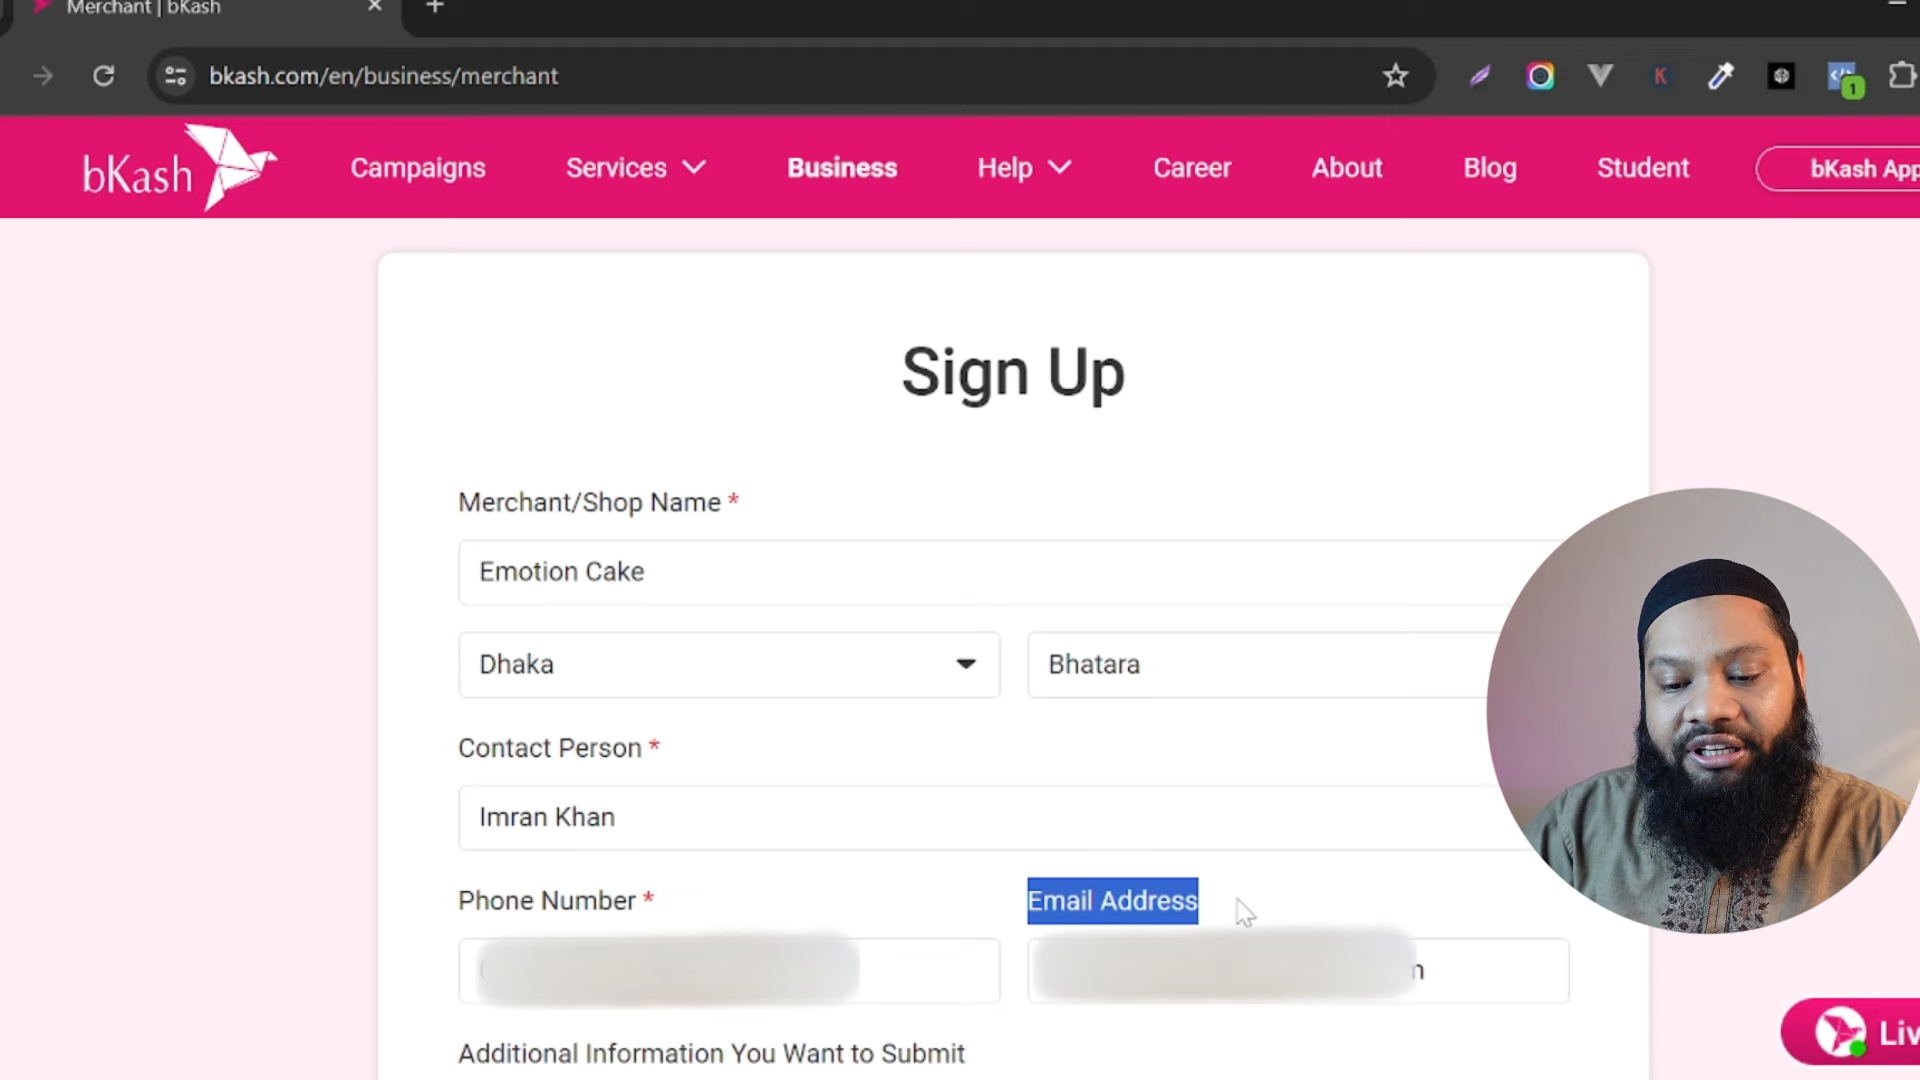 Merchant | bKash
bkash.com/en/business/merchant
K
1
bKash
Campaigns
Services
Business
Help
Career
About
Blog
Student
bKash App
Sign Up
Merchant/Shop Name *
Emotion Cake
Dhaka
Bhatara
Contact Person *
Imran Khan
Phone Number *
Email Address
Additional Information You Want to Submit